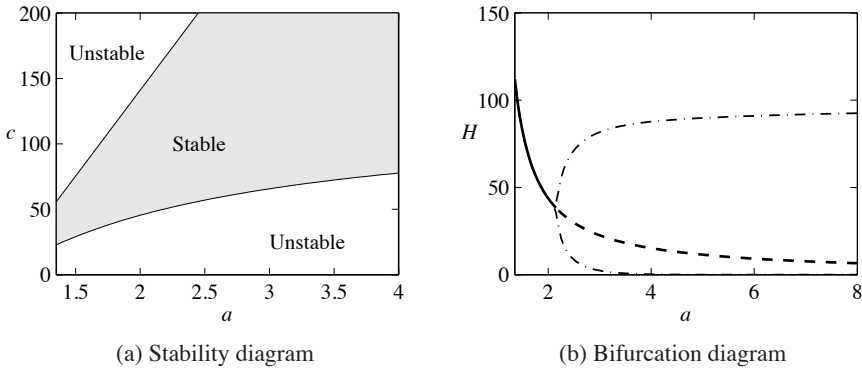 200
150
100
50
0
c
Unstable
Stable
Unstable
1.5
2
2.5
3
3.5
4
a
(a) Stability diagram
150
100
50
0
H
2
4
6
8
a
(b) Bifurcation diagram